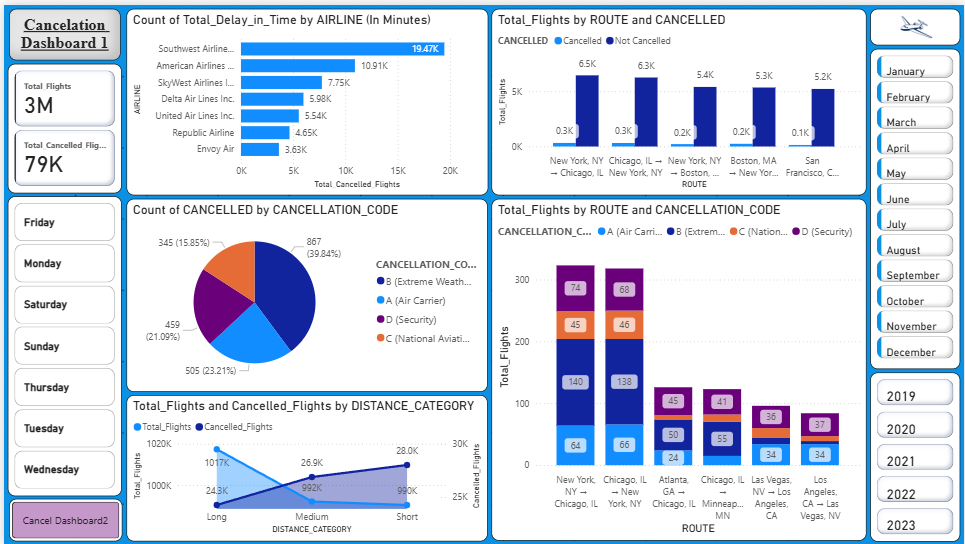 Cancelation
Dashboard 1
Total_Flights
3M
Total_Cancelled_Flig...
79K
Friday
Monday
Saturday
Sunday
Thursday
Tuesday
Wednesday
Cancel Dashboard2
Count of Total_Delay_in_Time by AIRLINE (In Minutes)
AIRLINE
Southwest Airline... 19.47K
American Airlines ... 10.91K
SkyWest Airlines I... 7.75K
Delta Air Lines Inc. 5.98K
United Air Lines Inc. 5.54K
Republic Airline 4.65K
Envoy Air 3.63K
0K 5K 10K 15K 20K
Total_Cancelled_Flights
Count of CANCELLED by CANCELLATION_CODE
345 (15.85%)
867
(39.84%)
459
(21.09%)
505 (23.21%)
CANCELLATION_CO...
B (Extreme Weath...
A (Air Carrier)
D (Security)
C (National Aviati...
Total_Flights and Cancelled_Flights by DISTANCE_CATEGORY
Total_Flights Cancelled_Flights
Total_Flights
1020K
1000K
1017K
24.3K
26.9K
992K
28.0K
990K
30K
25K
Cancelled_Flights
Long Medium Short
DISTANCE_CATEGORY
Total_Flights by ROUTE and CANCELLED
CANCELLED Cancelled Not Cancelled
Total_Flights
5K
0K
6.5K 6.3K 5.4K 5.3K 5.2K
0.3K 0.3K 0.2K 0.2K 0.1K
New York, NY Chicago, IL → New York, NY Boston, MA San
→ Chicago, IL New York, NY → Boston, ... → New Yor... Francisco, C...
ROUTE
Total_Flights by ROUTE and CANCELLATION_CODE
CANCELLATION_C... A (Air Carri... B (Extrem... C (Nation... D (Security)
Total_Flights
300
200
100
0
74 68
45 46
140 138
64 66
45 41 36 37
50 55
24 34 34
New York, Chicago, IL Atlanta, Chicago, IL Las Vegas, Los
NY → → New GA → → NV → Los Angeles,
Chicago, IL York, NY Chicago, IL Minneap... Angeles, CA → Las
MN CA Vegas, NV
ROUTE
January
February
March
April
May
June
July
August
September
October
November
December
2019
2020
2021
2022
2023